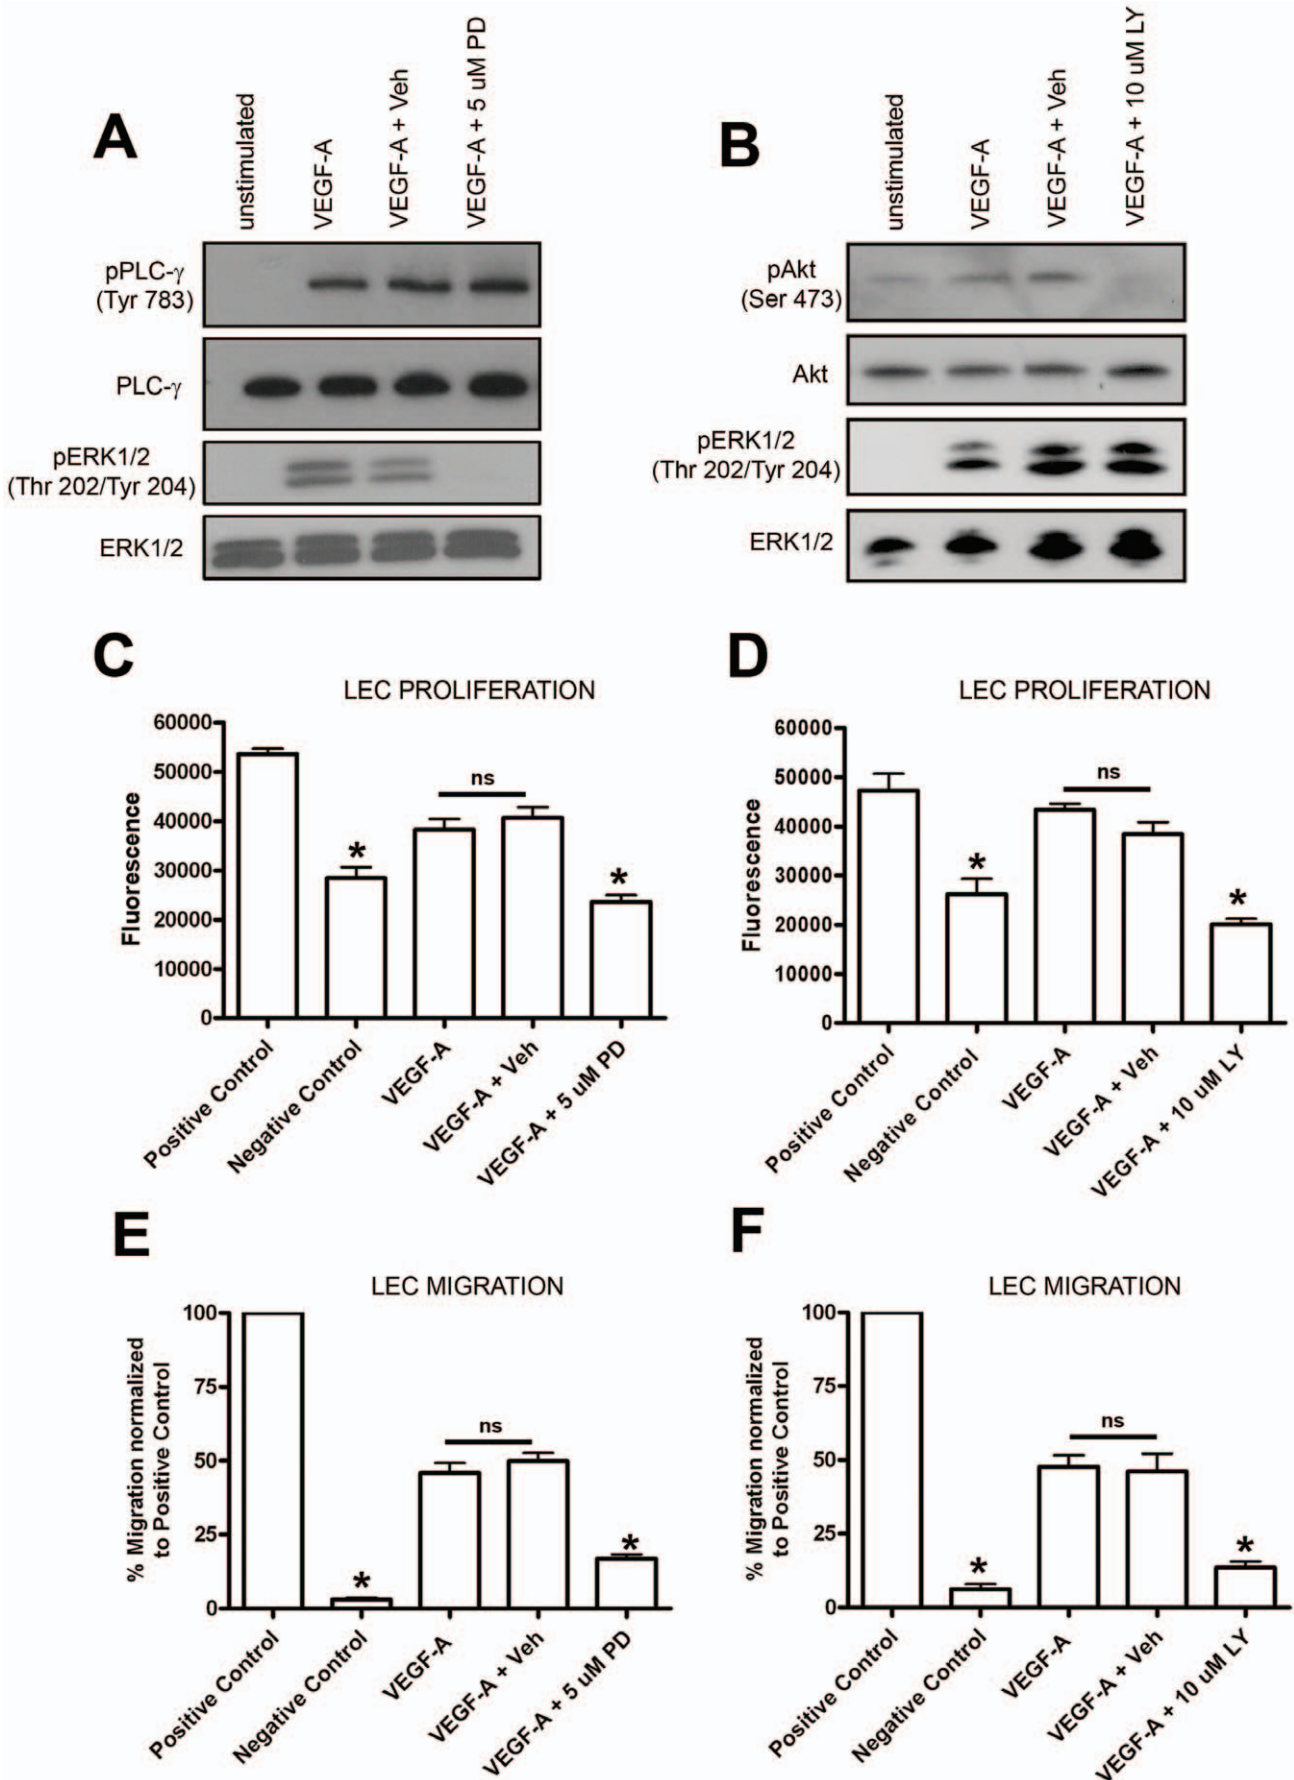 A
unstimulated
VEGF-A
VEGF-A + Veh
VEGF-A + 5 uM PD
pPLC-γ
(Tyr 783)
PLC-γ
pERK1/2
(Thr 202/Tyr 204)
ERK1/2
B
unstimulated
VEGF-A
VEGF-A + Veh
VEGF-A + 10 uM LY
pAkt
(Ser 473)
Akt
pERK1/2
(Thr 202/Tyr 204)
ERK1/2
C
LEC PROLIFERATION
Fluorescence
60000
50000
40000
30000
20000
10000
0
*
ns
*
Positive Control
Negative Control
VEGF-A
VEGF-A + Veh
VEGF-A + 5 uM PD
D
LEC PROLIFERATION
Fluorescence
60000
50000
40000
30000
20000
10000
0
*
ns
*
Positive Control
Negative Control
VEGF-A
VEGF-A + Veh
VEGF-A + 10 uM LY
E
LEC MIGRATION
% Migration normalized
to Positive Control
100
75
50
25
0
*
ns
*
Positive Control
Negative Control
VEGF-A
VEGF-A + Veh
VEGF-A + 5 uM PD
F
LEC MIGRATION
% Migration normalized
to Positive Control
100
75
50
25
0
*
ns
*
Positive Control
Negative Control
VEGF-A
VEGF-A + Veh
VEGF-A + 10 uM LY